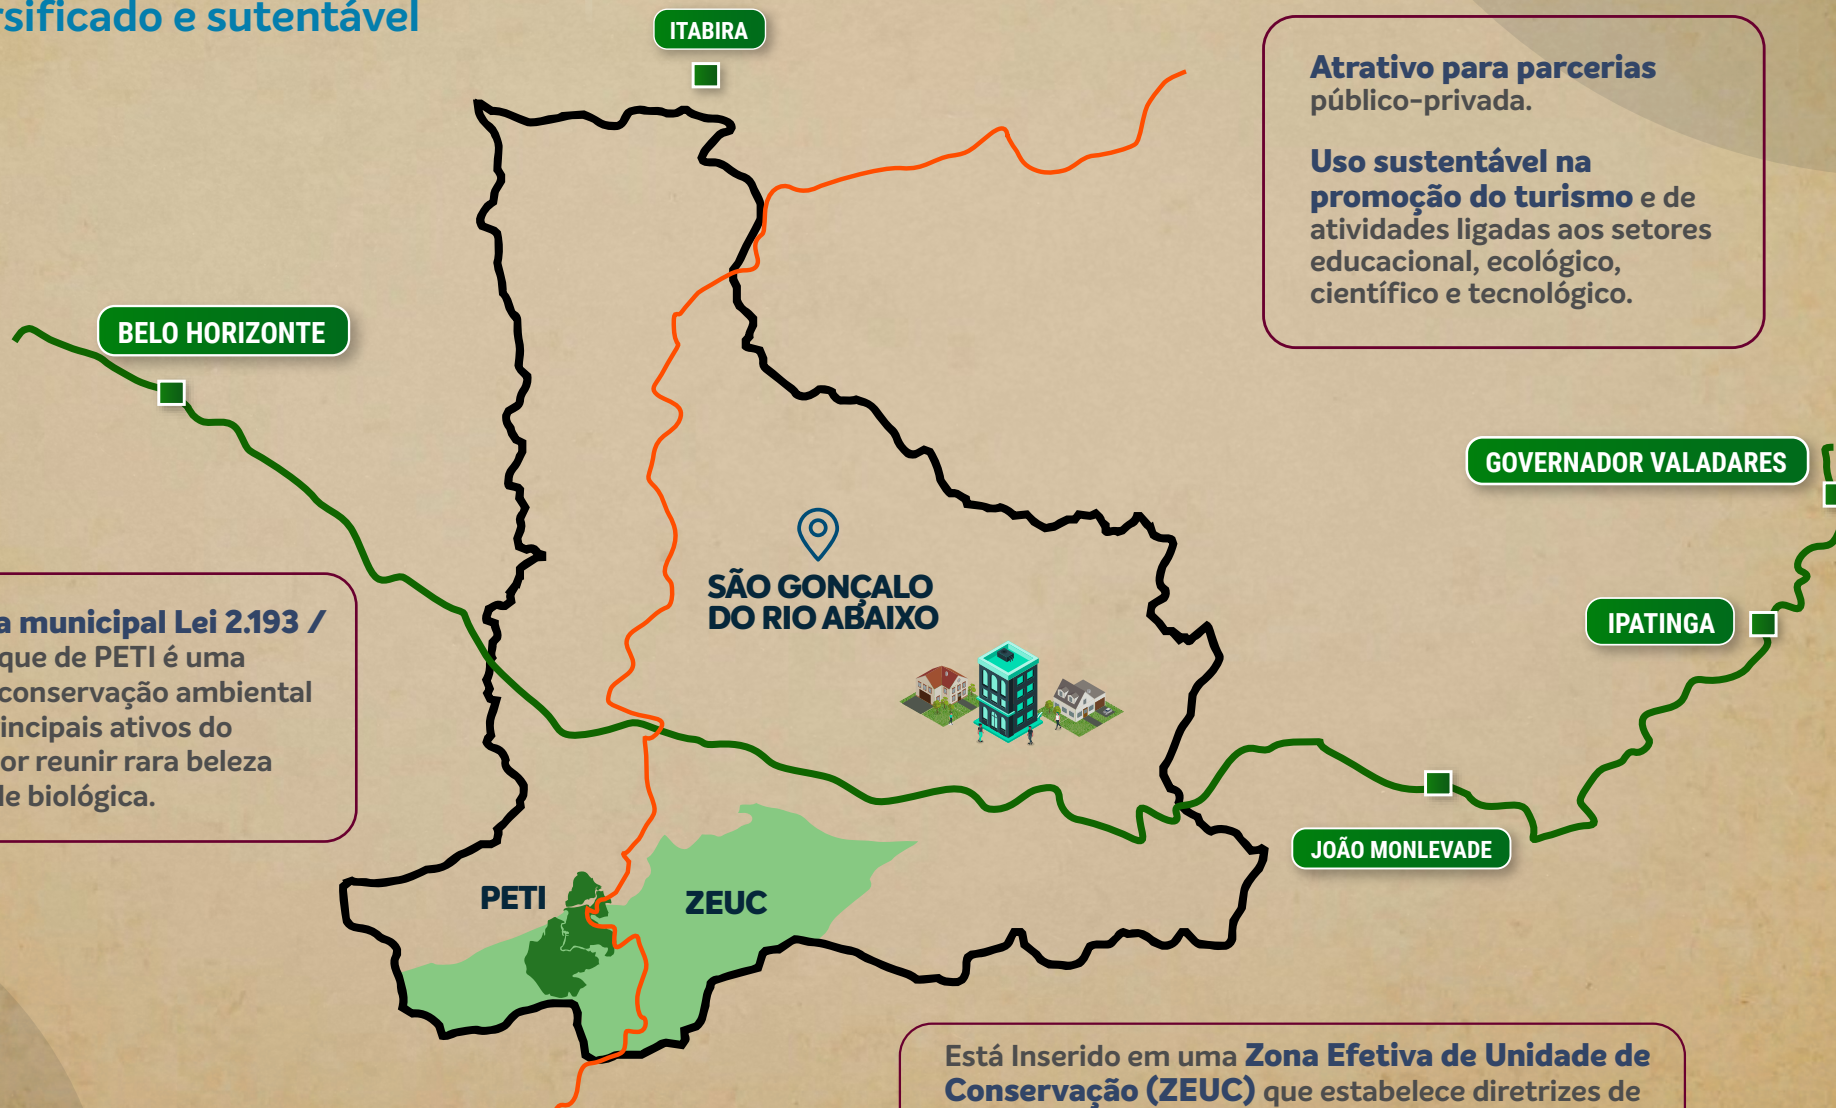 rsificado e sutentável
ITABIRA
Atrativo para parcerias
público-privada.
Uso sustentável na
promoção do turismo e de
atividades ligadas aos setores
educacional, ecológico,
científico e tecnológico.
BELO HORIZONTE
GOVERNADOR VALADARES
SÃO GONÇALO
DO RIO ABAIXO
IPATINGA
a municipal Lei 2.193 /
que de PETI é uma
conservação ambiental
incipais ativos do
or reunir rara beleza
de biológica.
JOÃO MONLEVADE
PETI
ZEUC
Está Inserido em uma Zona Efetiva de Unidade de
Conservação (ZEUC) que estabelece diretrizes de